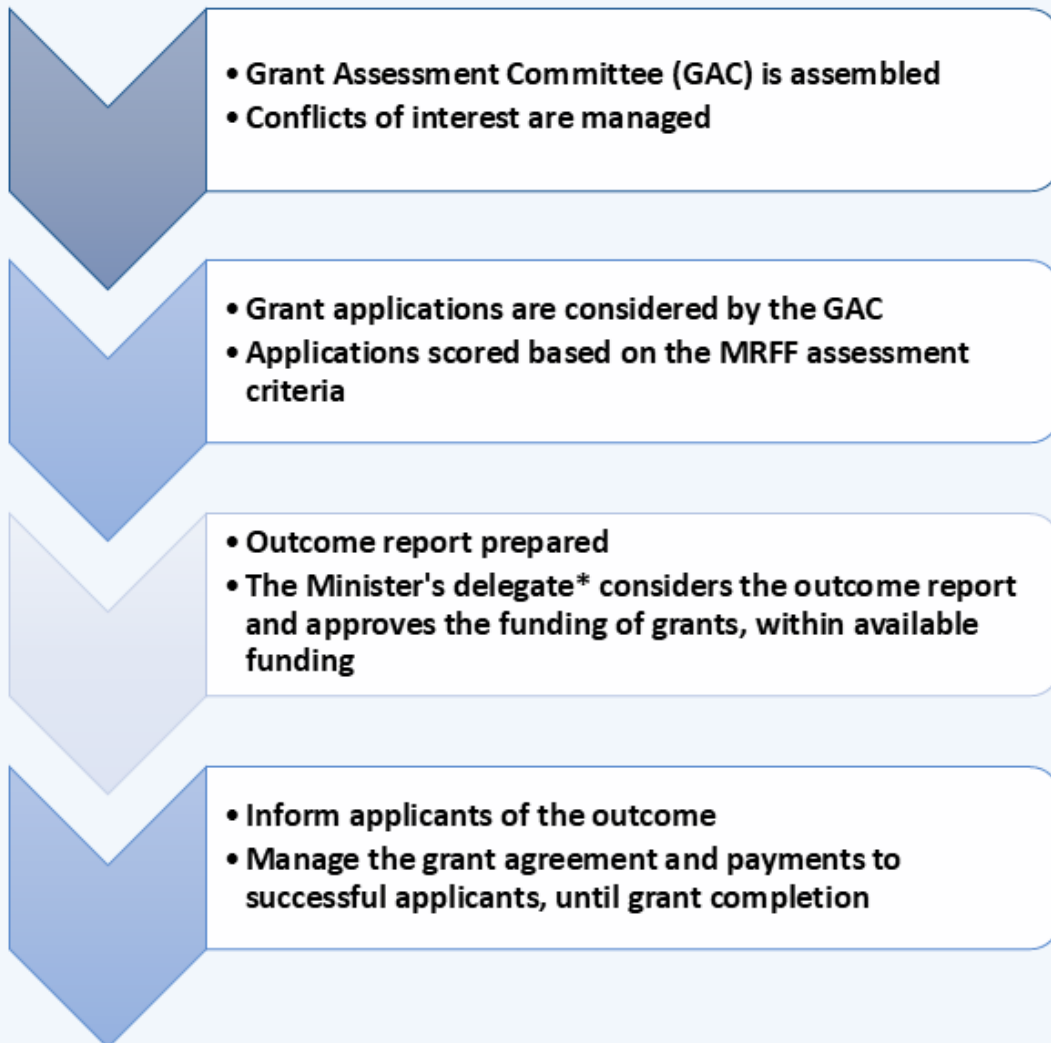 • Grant Assessment Committee (GAC) is assembled
• Conflicts of interest are managed
• Grant applications are considered by the GAC
• Applications scored based on the MRFF assessment
criteria
• Outcome report prepared
• The Minister's delegate* considers the outcome report
and approves the funding of grants, within available
funding
• Inform applicants of the outcome
• Manage the grant agreement and payments to
successful applicants, until grant completion